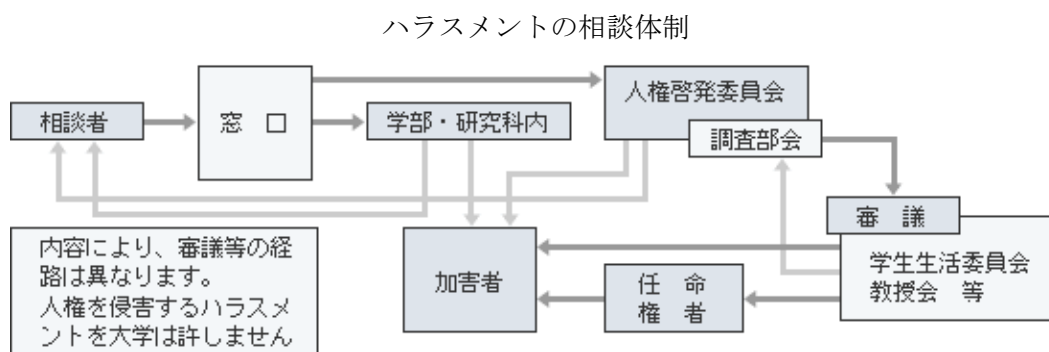 ハラスメントの相談体制
相談者
窓 口
学部・研究科内
人権啓発委員会
調査部会
審 議
学生生活委員会
教授会 等
加害者
任 命
権 者
内容により、審議等の経
路は異なります。
人権を侵害するハラスメ
ントを大学は許しません